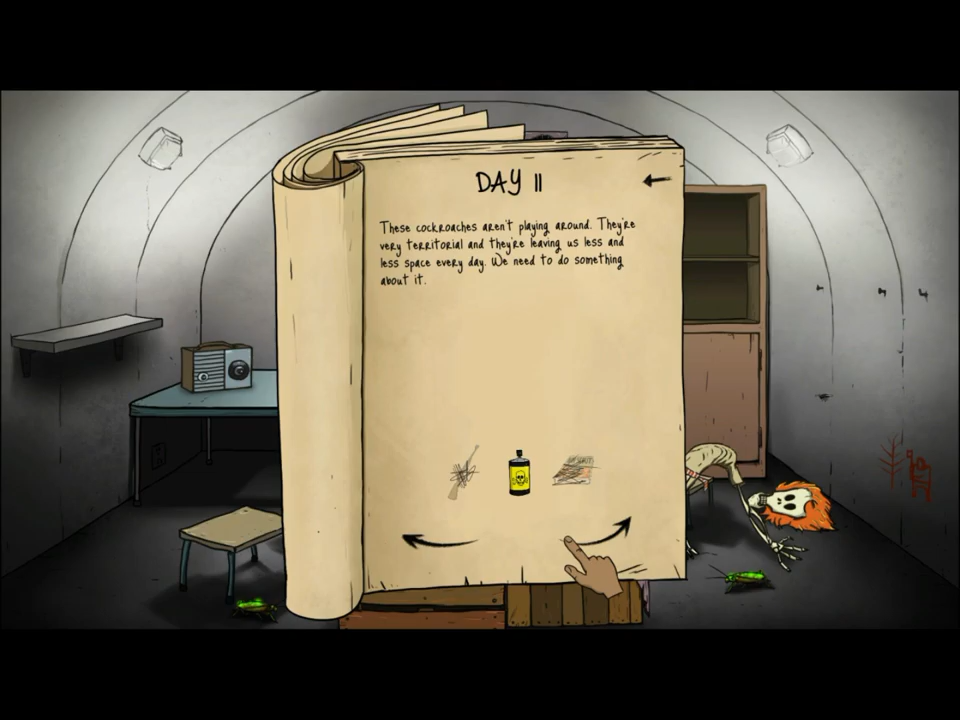 DAY 11
These cockroaches aren't playing around. They're
very territorial and they're leaving us less and
less space every day. We need to do something
about it.